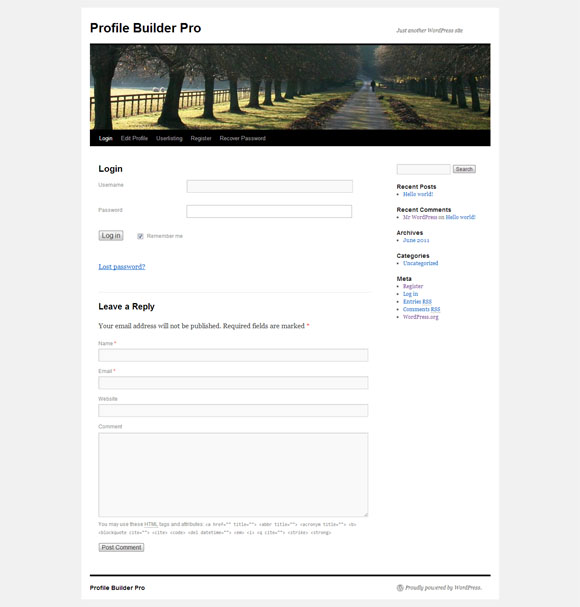 Profile Builder Pro
Just another WordPress site
Login Edit Profile Userlisting Register Recover Password
Login
Username
Password
Log in
Remember me
Lost password?
Leave a Reply
Your email address will not be published. Required fields are marked *
Name *
Email *
Website
Comment
You may use these HTML tags and attributes: <a href="" title=""> <abbr title=""> <acronym title=""> <b>
<blockquote cite=""> <cite> <code> <del datetime=""> <em> <i> <q cite=""> <strike> <strong>
Post Comment
Search
Recent Posts
Hello world!
Recent Comments
Mr WordPress on Hello world!
Archives
June 2011
Categories
Uncategorized
Meta
Register
Log in
Entries RSS
Comments RSS
WordPress.org
Profile Builder Pro
Proudly powered by WordPress.